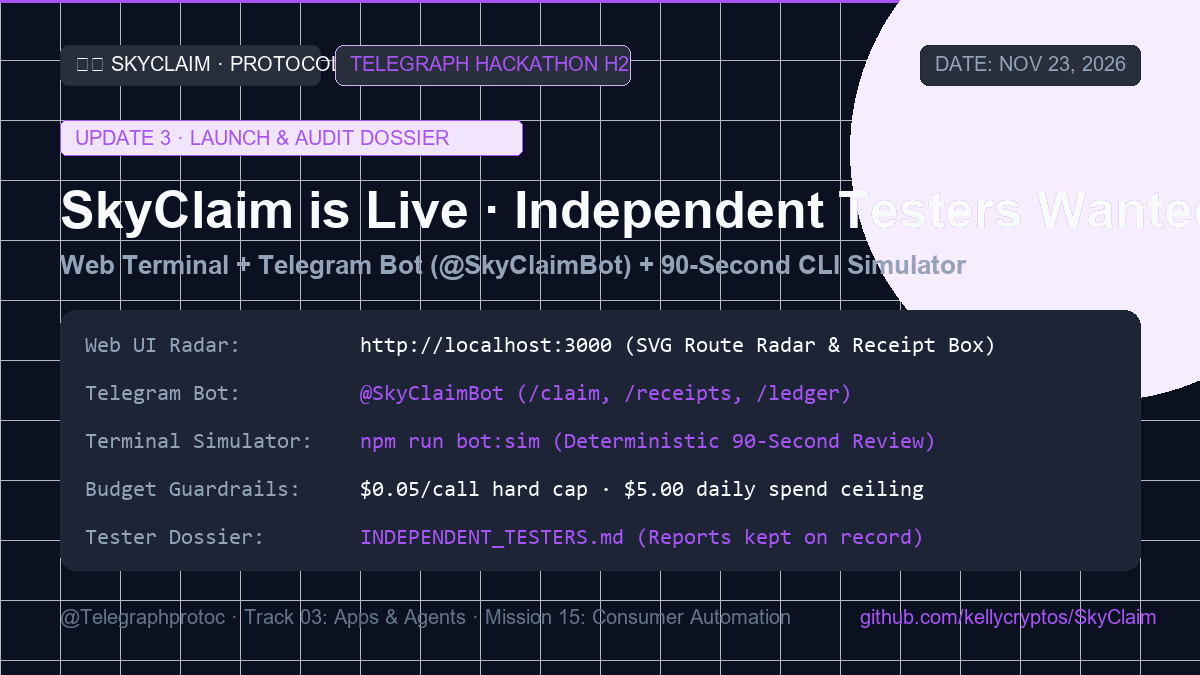 SKYCLAIM · PROTOCOL
TELEGRAPH HACKATHON H2
DATE: NOV 23, 2026
UPDATE 3 · LAUNCH & AUDIT DOSSIER
SkyClaim is Live · Independent Testers Wanted
Web Terminal + Telegram Bot (@SkyClaimBot) + 90-Second CLI Simulator
Web UI Radar: http://localhost:3000 (SVG Route Radar & Receipt Box)
Telegram Bot: @SkyClaimBot (/claim, /receipts, /ledger)
Terminal Simulator: npm run bot:sim (Deterministic 90-Second Review)
Budget Guardrails: $0.05/call hard cap · $5.00 daily spend ceiling
Tester Dossier: INDEPENDENT_TESTERS.md (Reports kept on record)
@Telegraphprotoc · Track 03: Apps & Agents · Mission 15: Consumer Automation
github.com/kellycryptos/SkyClaim